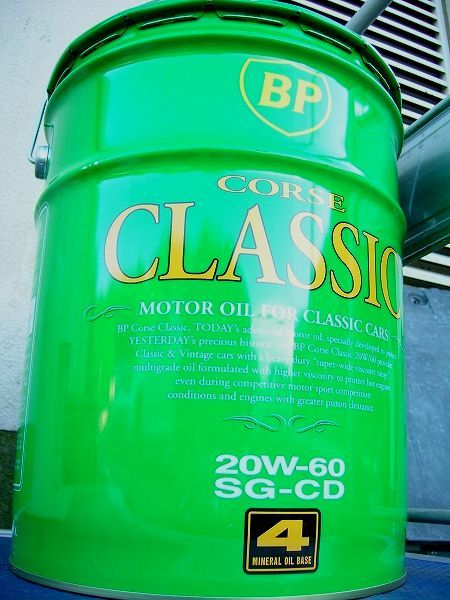 BP
CORSE
CLASSIC
MOTOR OIL FOR CLASSIC CARS
BP Corse Classic, TODAY's advanced motor oil, specially developed to protect
YESTERDAY's precious historic car. BP Corse Classic 20W/60 provides
Classic & Vintage cars with a heavy duty "super-wide viscosity range"
multigrade oil formulated with higher viscosity to protect hot engines
even during competitive motor sport competition
conditions and engines with greater piston clearance.
20W-60
SG-CD
4
MINERAL OIL BASE